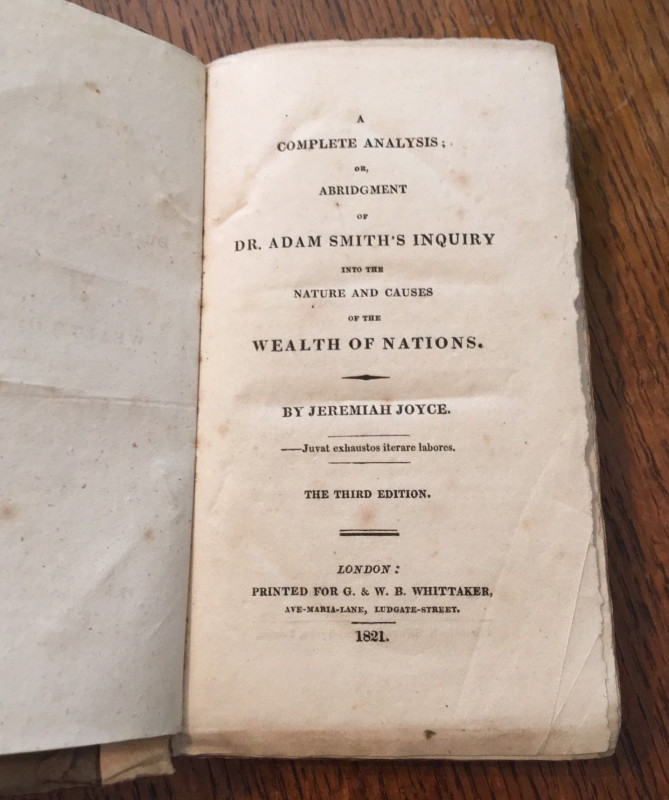 A
COMPLETE ANALYSIS;
OR,
ABRIDGMENT
OF
DR. ADAM SMITH'S INQUIRY
INTO THE
NATURE AND CAUSES
OF THE
WEALTH OF NATIONS.
BY JEREMIAH JOYCE.
——Juvat exhaustos iterare labores.
THE THIRD EDITION.
LONDON:
PRINTED FOR G. & W. B. WHITTAKER,
AVE-MARIA-LANE, LUDGATE-STREET.
1821.